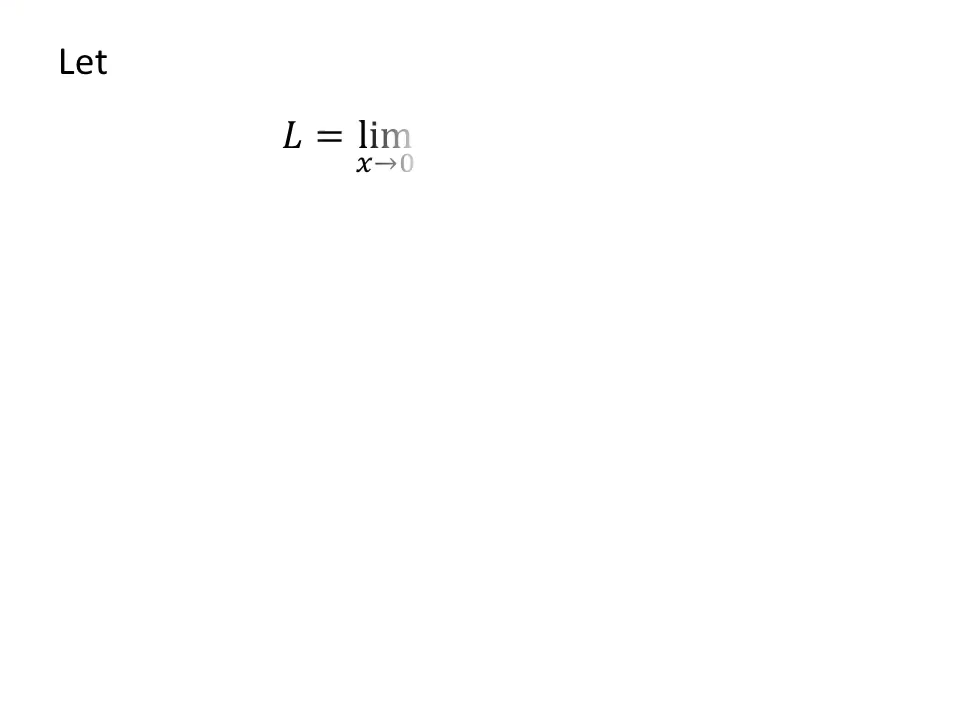 Let
L = lim
x→0